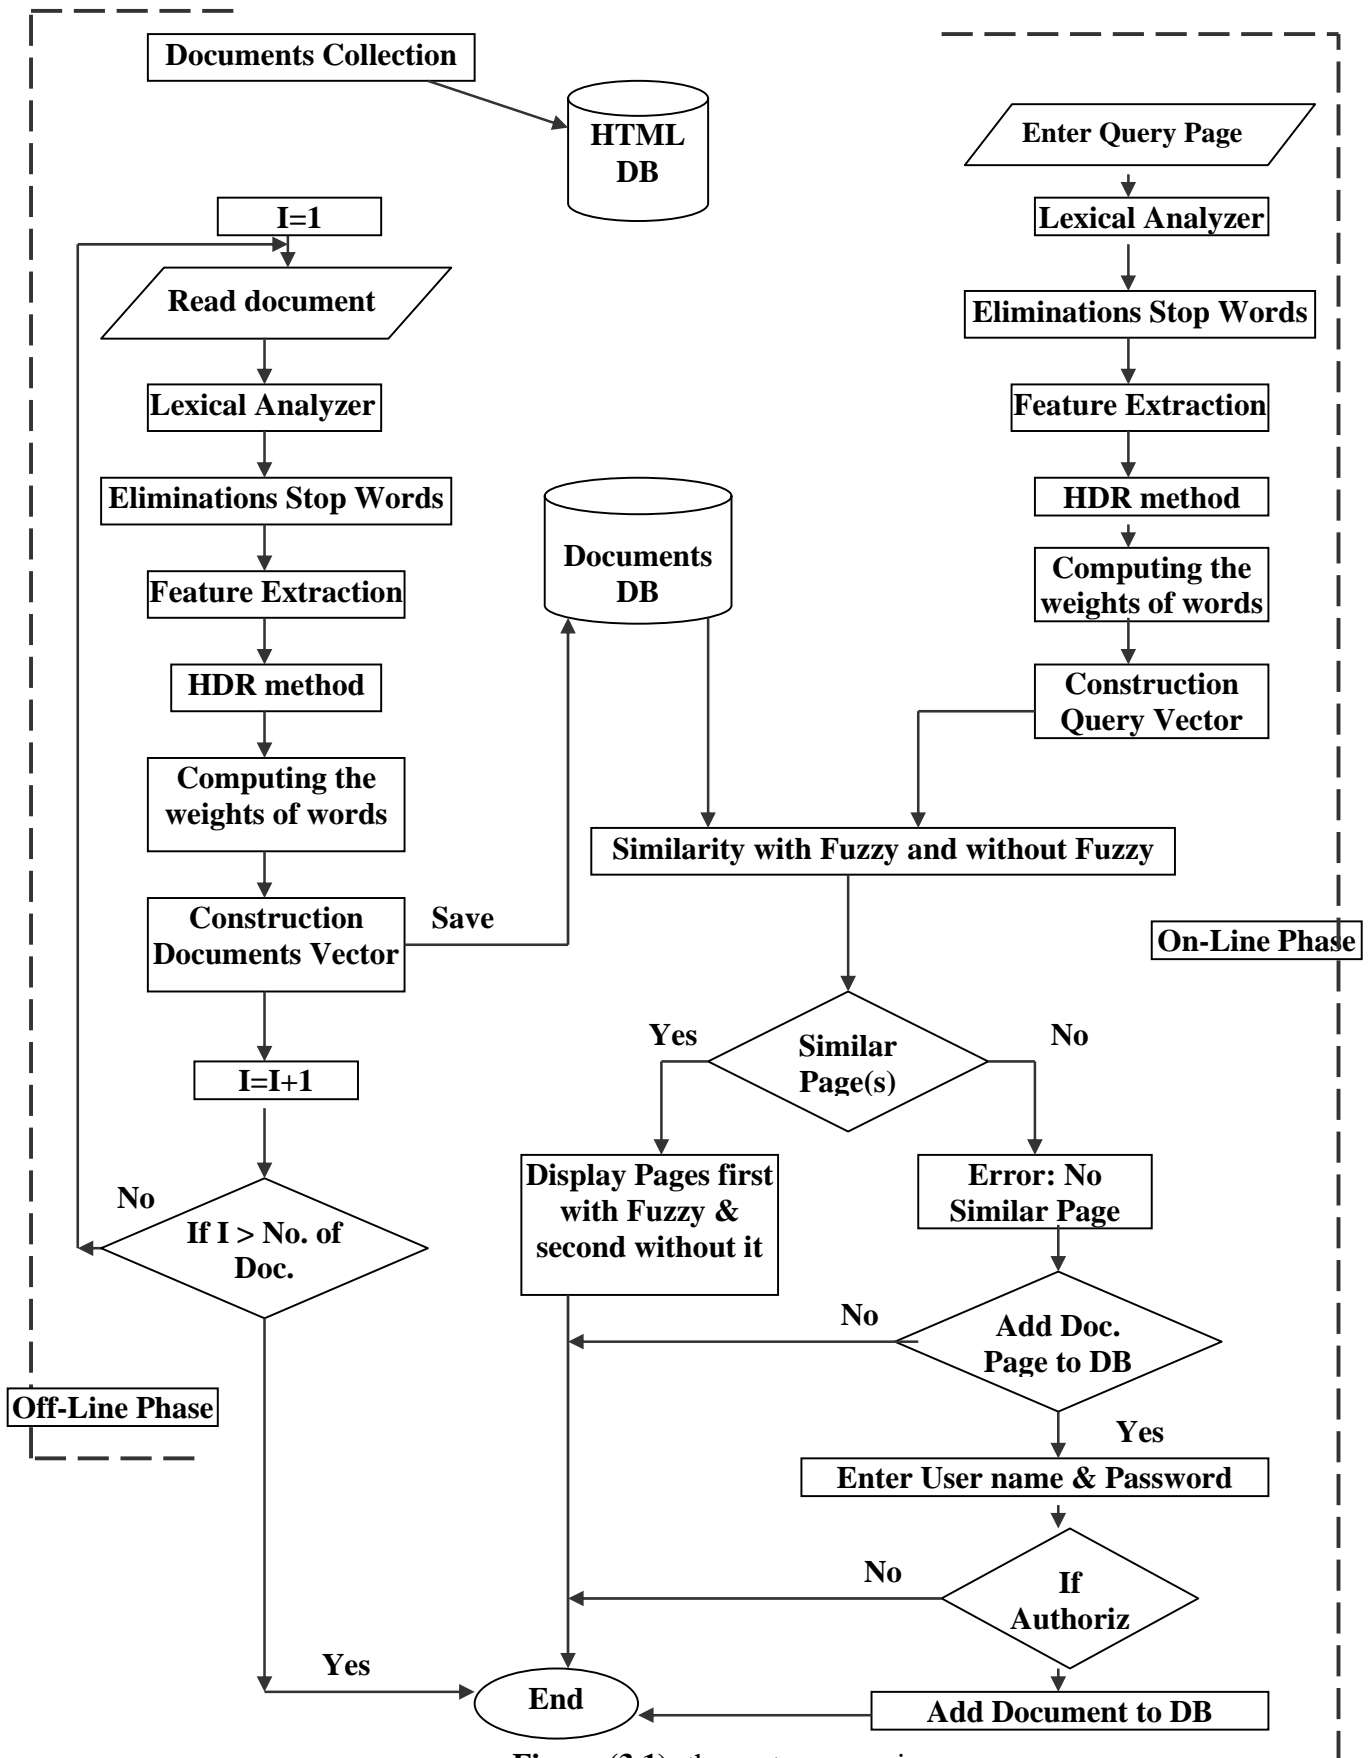 Documents Collection
HTML
DB
I=1
Read document
Lexical Analyzer
Eliminations Stop Words
Feature Extraction
HDR method
Computing the
weights of words
Construction
Documents Vector
Save
I=I+1
No
If I > No. of
Doc.
Yes
Off-Line Phase
Documents
DB
Enter Query Page
Lexical Analyzer
Eliminations Stop Words
Feature Extraction
HDR method
Computing the
weights of words
Construction
Query Vector
Similarity with Fuzzy and without Fuzzy
On-Line Phase
Similar
Page(s)
Yes
No
Display Pages first
with Fuzzy &
second without it
Error: No
Similar Page
No
Add Doc.
Page to DB
Yes
Enter User name & Password
No
If
Authoriz
Add Document to DB
End